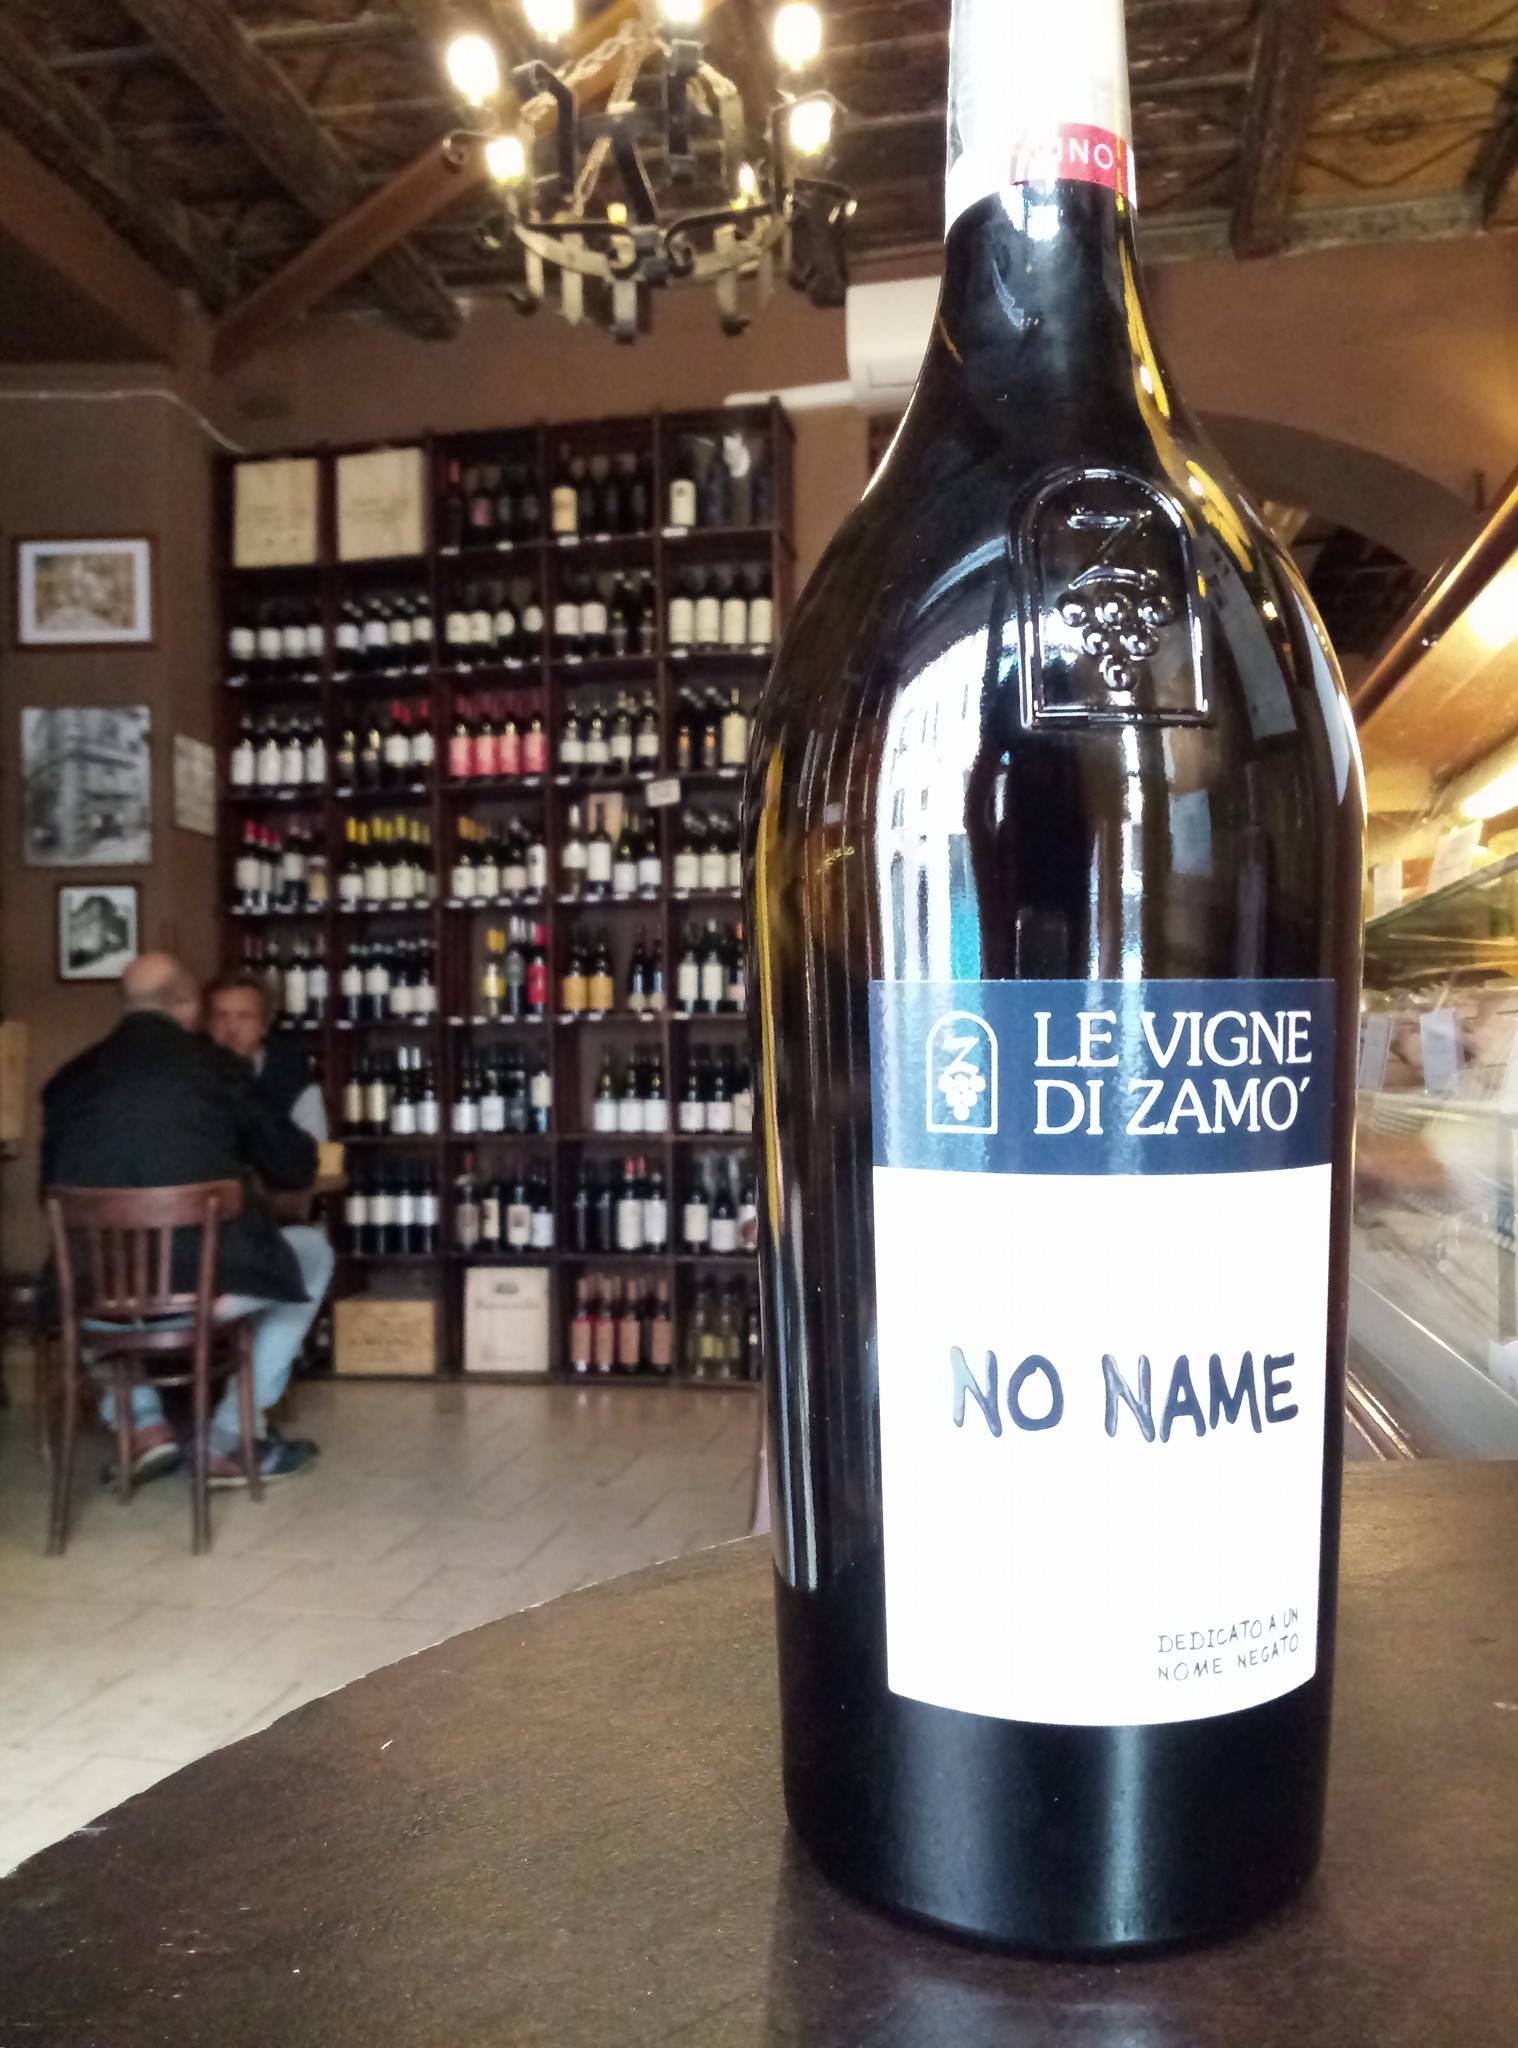 LE VIGNE
DI ZAMO'
NO NAME
DEDICATO A UN
NOME NEGATO